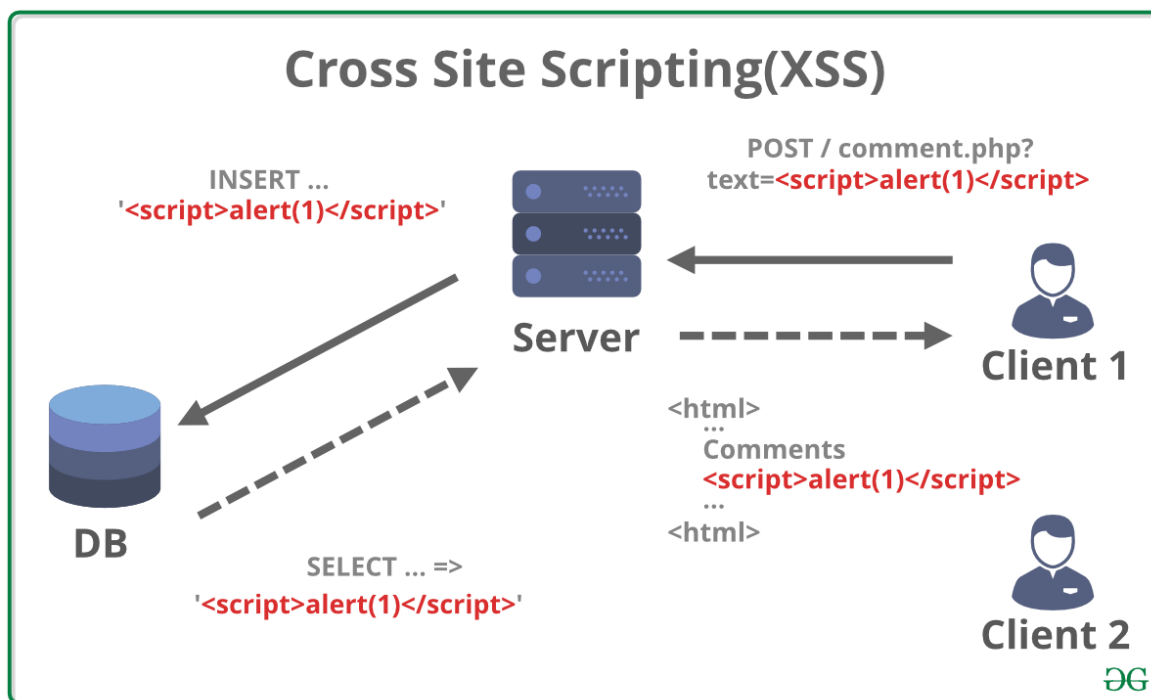 Cross Site Scripting(XSS)
POST / comment.php?
text=<script>alert(1)</script>
INSERT ...
'<script>alert(1)</script>'
Server
Client 1
<html>
...
Comments
<script>alert(1)</script>
...
<html>
DB
SELECT ... =>
'<script>alert(1)</script>'
Client 2